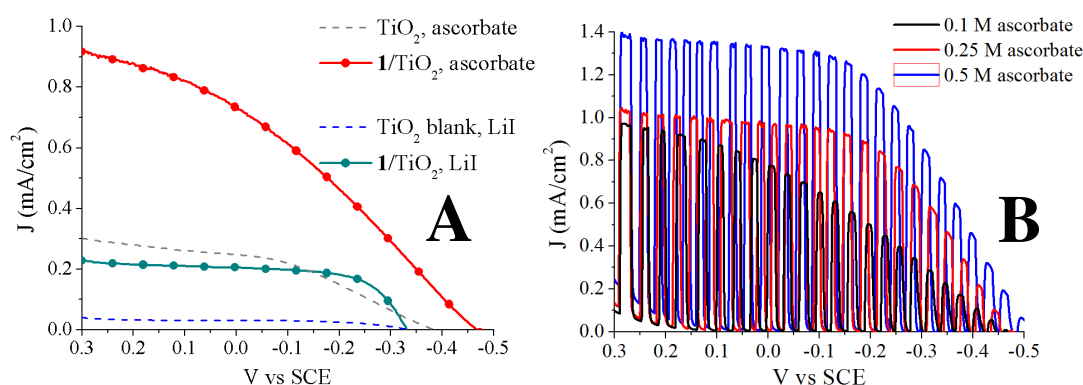 TiO2, ascorbate
1/TiO2, ascorbate
TiO2 blank, LiI
1/TiO2, LiI
A
J (mA/cm2)
1.0
0.8
0.6
0.4
0.2
0.0
0.3 0.2 0.1 0.0 -0.1 -0.2 -0.3 -0.4 -0.5
V vs SCE
0.1 M ascorbate
0.25 M ascorbate
0.5 M ascorbate
B
J (mA/cm2)
1.4
1.2
1.0
0.8
0.6
0.4
0.2
0.0
0.3 0.2 0.1 0.0 -0.1 -0.2 -0.3 -0.4 -0.5
V vs SCE